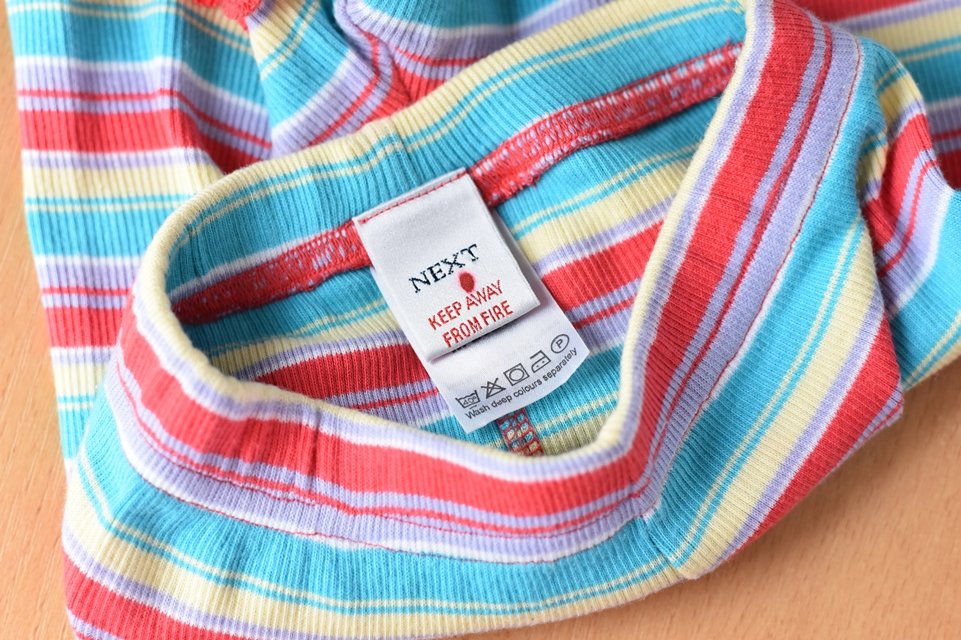 NEXT
KEEP AWAY
FROM FIRE
P
Wash deep colours separately